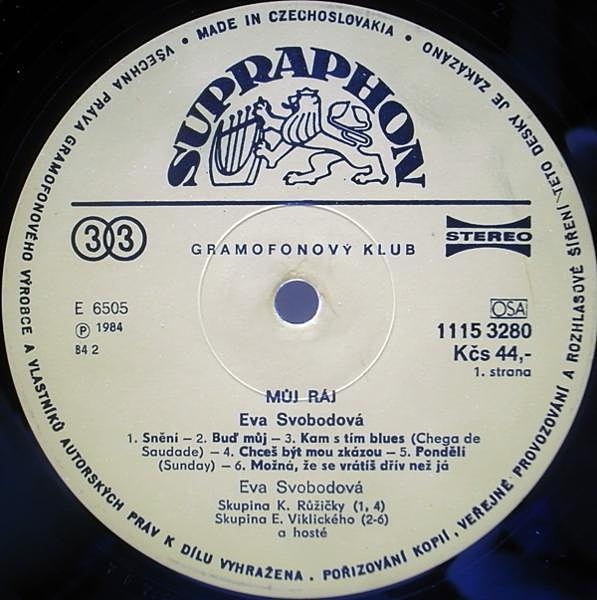 VŠECHNA PRÁVA GRAMOFONOVÉHO VÝROBCE A VLASTNÍKŮ AUTORSKÝCH PRÁV K DÍLU VYHRAŽENA . POŘIZOVÁNÍ KOPIÍ, VEŘEJNÉ PROVOZOVÁNÍ A ROZHLASOVÉ ŠÍŘENÍ TÉTO DESKY JE ZAKÁZÁNO • MADE IN CZECHOSLOVAKIA •
SUPRAPHON
33
GRAMOFONOVÝ KLUB
STEREO
E 6505
Ⓟ 1984
84 2
OSA
1115 3280
Kčs 44,-
1. strana
MŮJ RÁJ
Eva Svobodová
1. Snění – 2. Buď můj – 3. Kam s tím blues (Chega de
Saudade) – 4. Chceš být mou zkázou – 5. Pondělí
(Sunday) – 6. Možná, že se vrátíš dřív než já
Eva Svobodová
Skupina K. Růžičky (1, 4)
Skupina E. Viklického (2-6)
a hosté